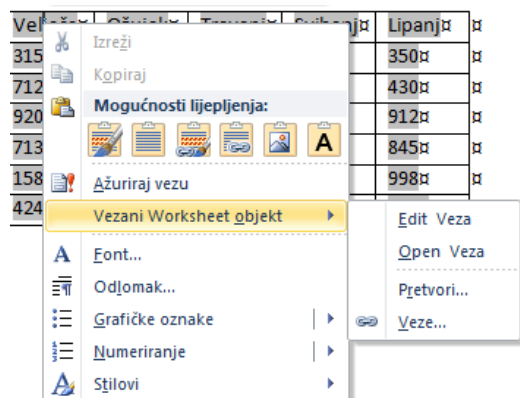 Lipanj¤ ¤
315 350¤ ¤
712 430¤ ¤
920 912¤ ¤
713 845¤ ¤
158 998¤ ¤
424
Izreži
Kopiraj
Mogućnosti lijepljenja:
A
Ažuriraj vezu
Vezani Worksheet objekt
Edit Veza
Open Veza
Pretvori...
Veze...
A Font...
Odlomak...
Grafičke oznake
Numeriranje
Stilovi